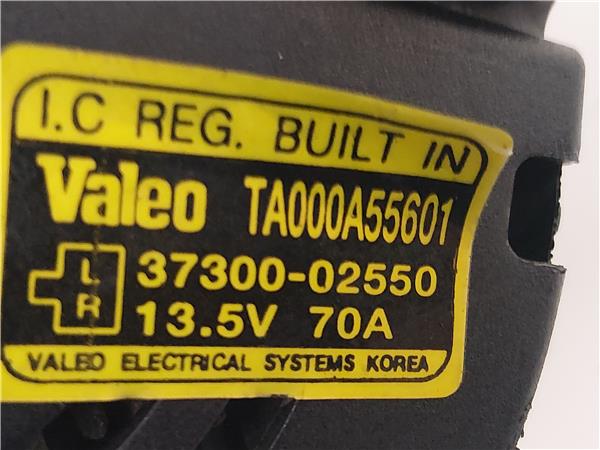 I.C REG. BUILT IN
Valeo TA000A55601
L 37300-02550
R 13.5V 70A
VALEO ELECTRICAL SYSTEMS KOREA